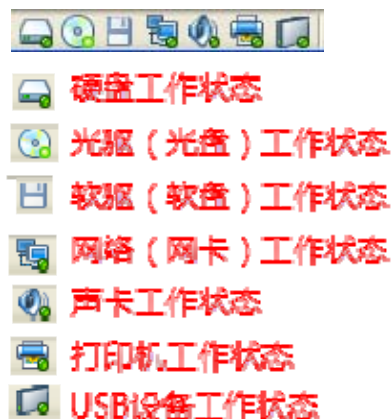 硬盘工作状态
光驱（光盘）工作状态
软驱（软盘）工作状态
网络（网卡）工作状态
声卡工作状态
打印机工作状态
USB设备工作状态